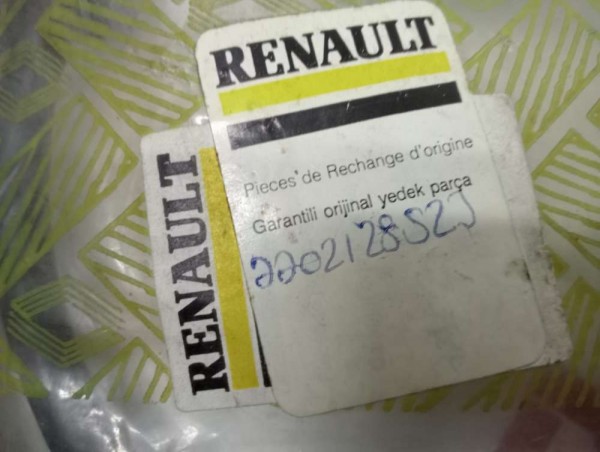 RENAULT
Pieces de Rechange d'origine
Garantili orijinal yedek parça
RENAULT